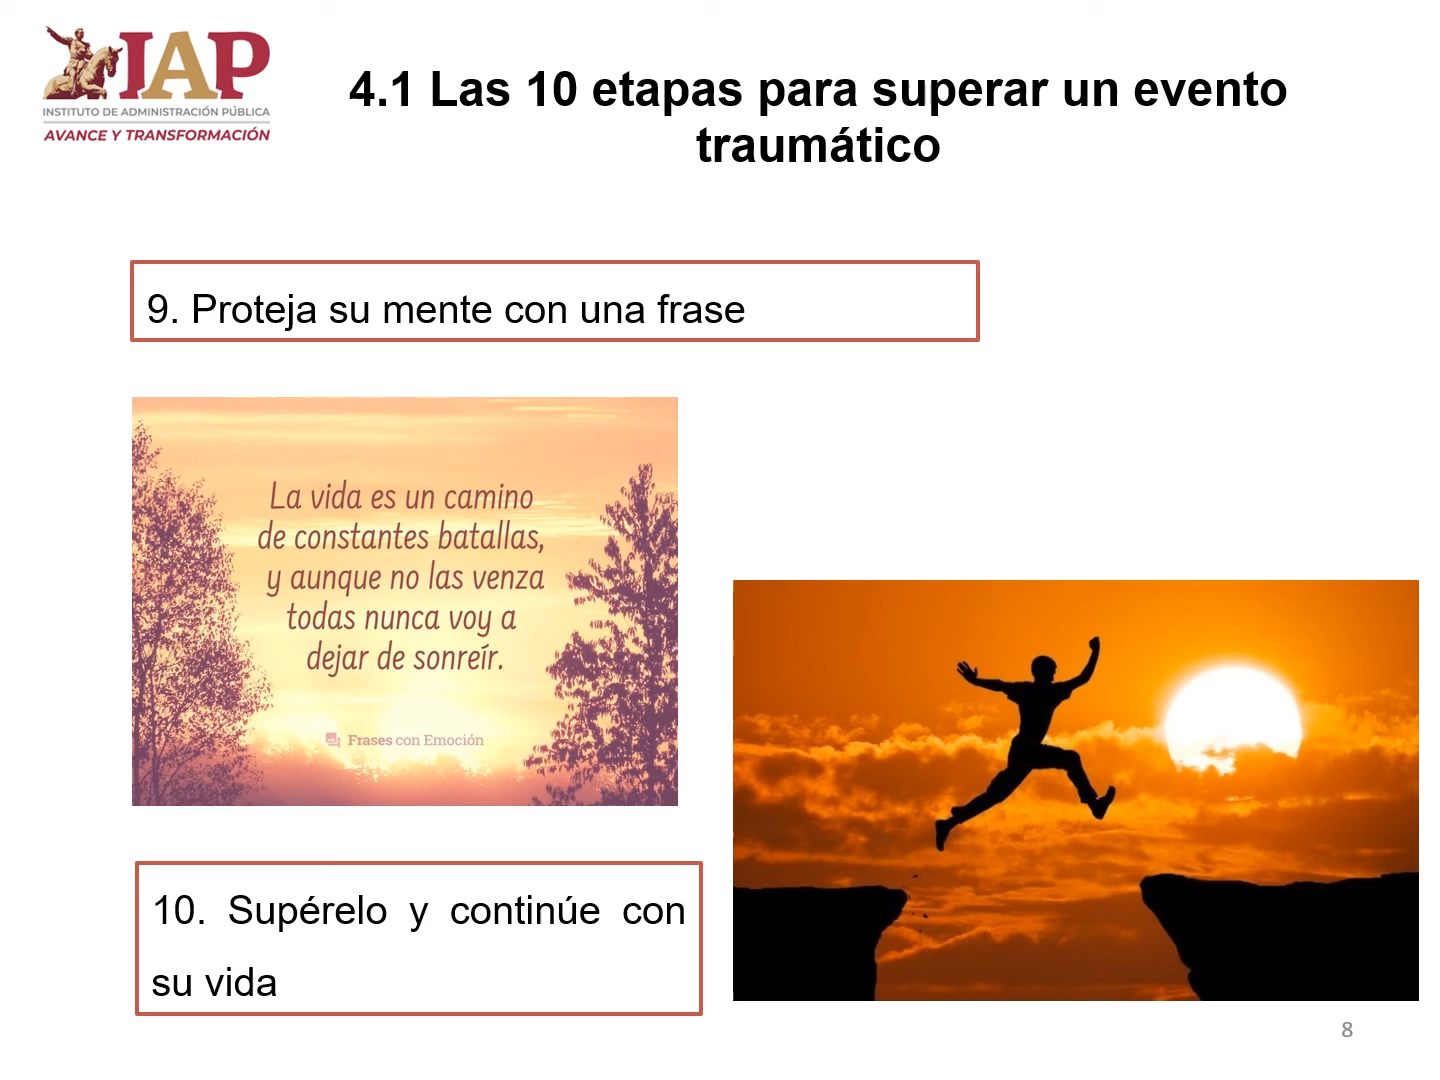 IAP
INSTITUTO DE ADMINISTRACIÓN PÚBLICA
AVANCE Y TRANSFORMACIÓN
4.1 Las 10 etapas para superar un evento
traumático
9. Proteja su mente con una frase
La vida es un camino
de constantes batallas,
y aunque no las venza
todas nunca voy a
dejar de sonreír.
Frases con Emoción
10. Supérelo y continúe con
su vida
8